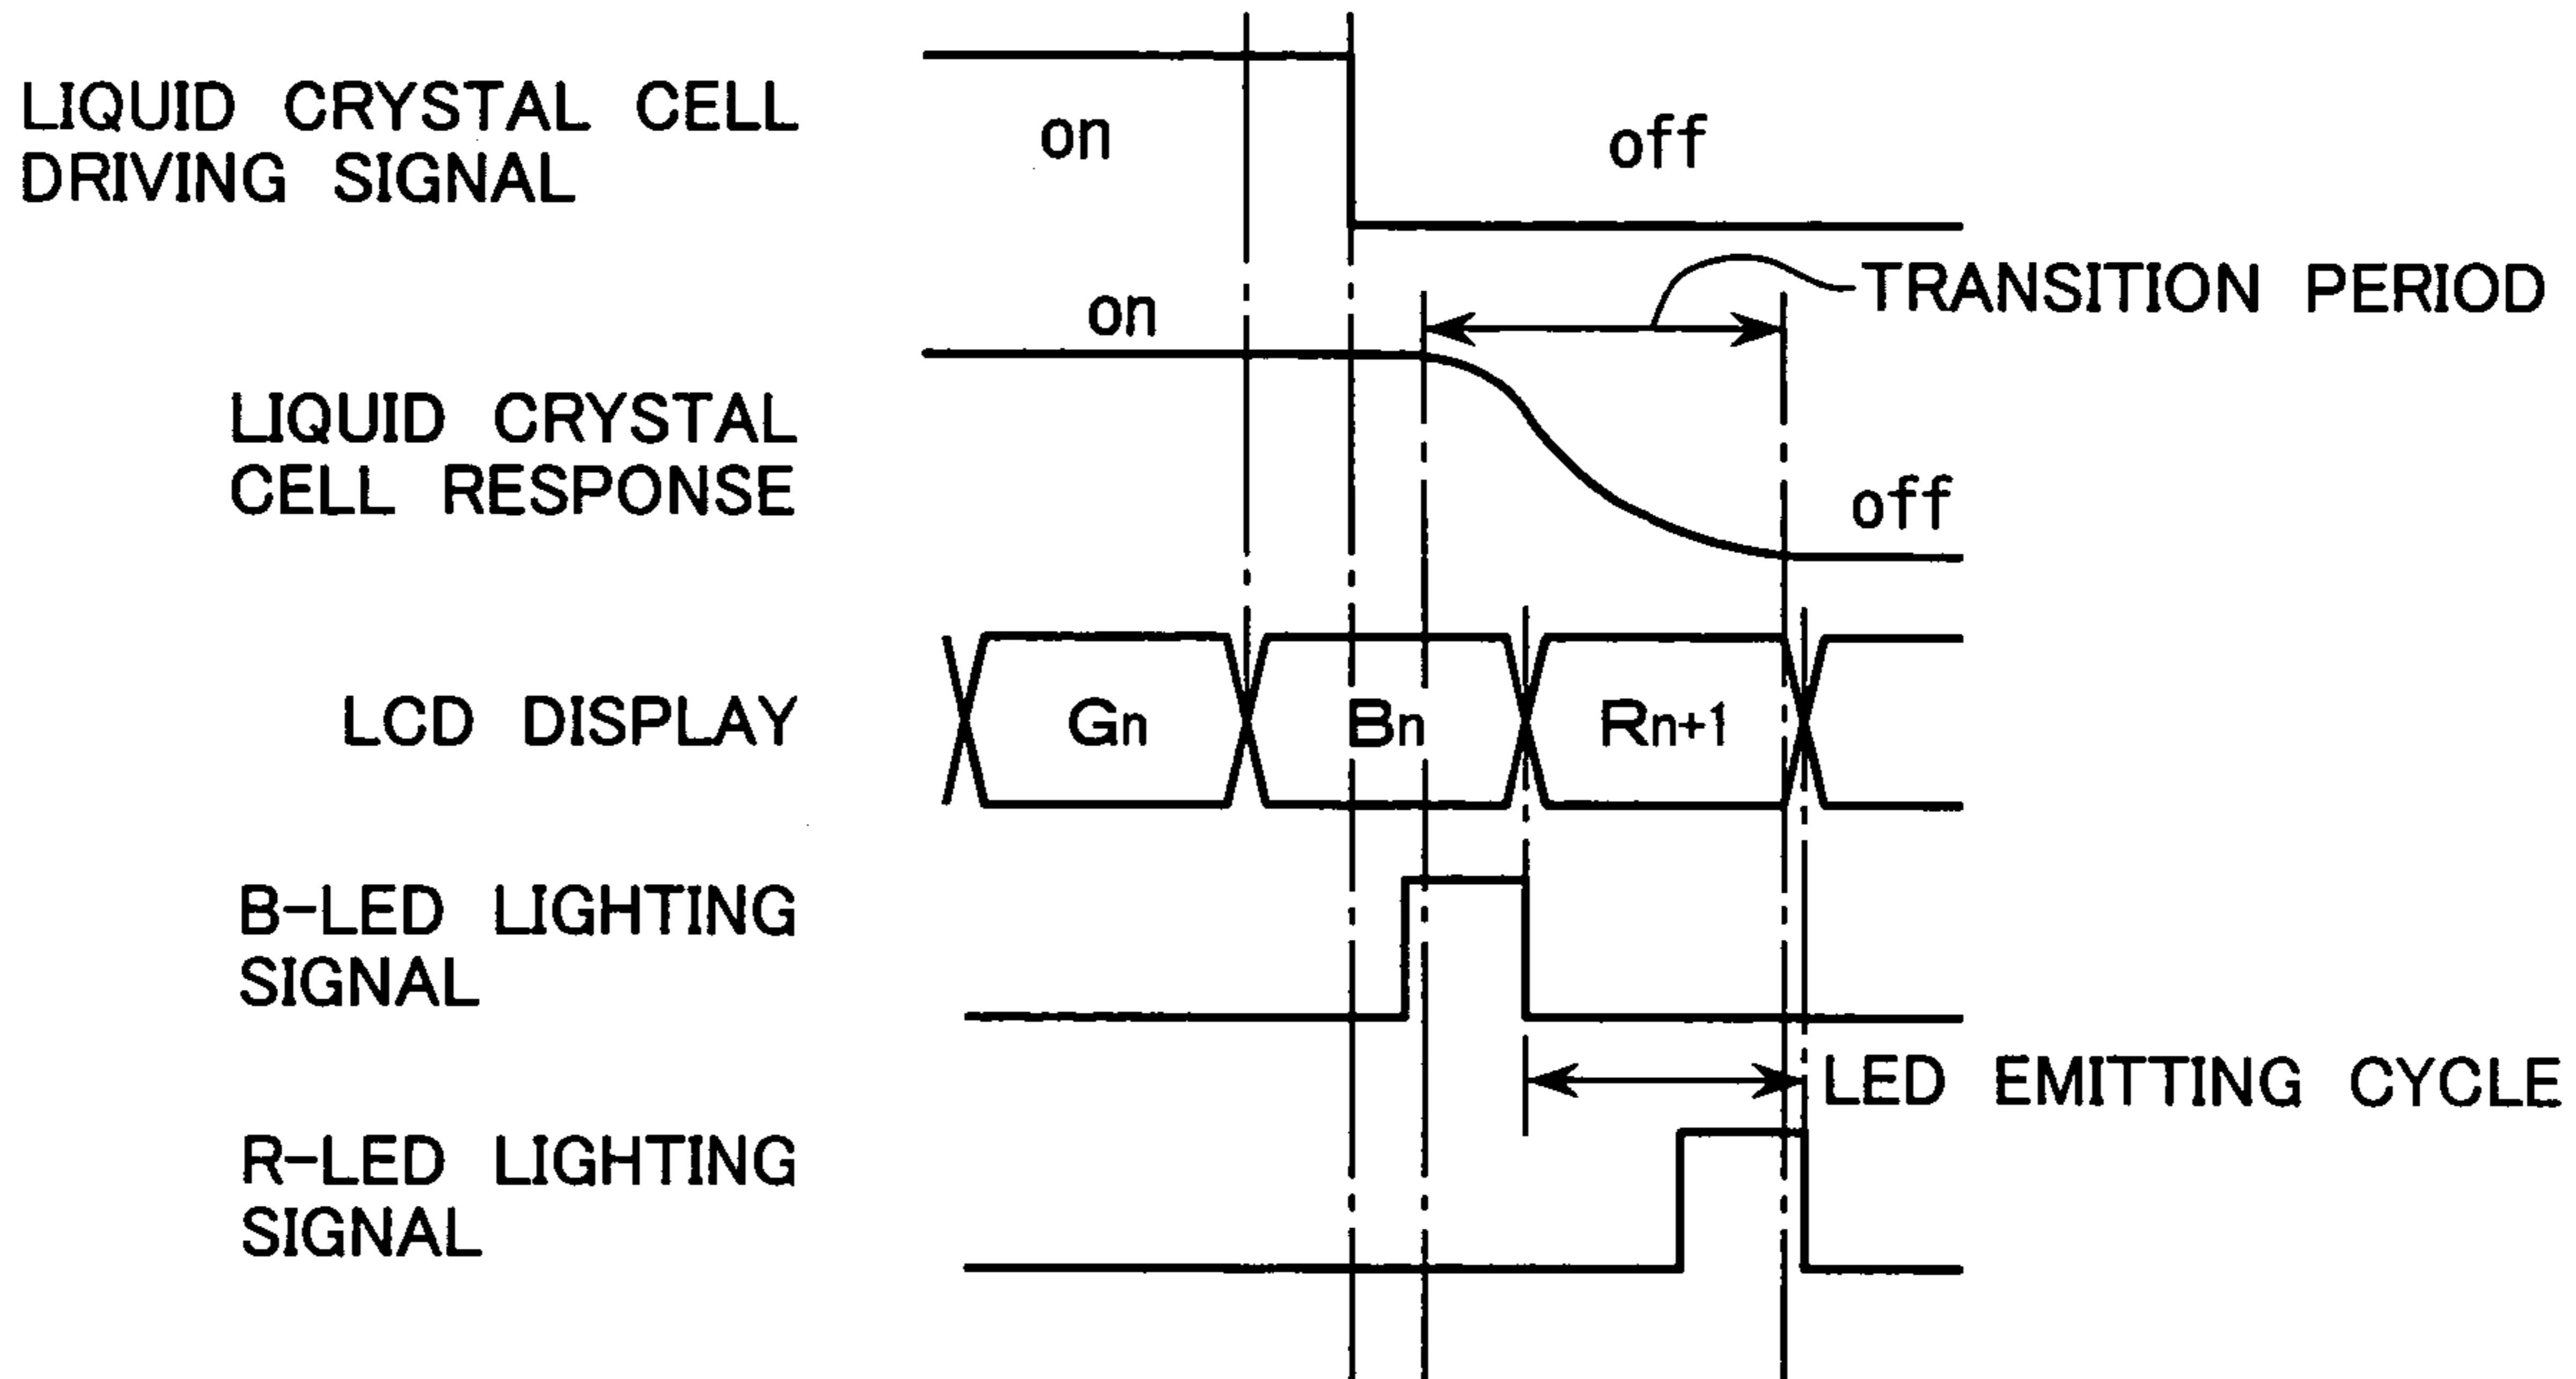 LIQUID CRYSTAL CELL
DRIVING SIGNAL
on
off
TRANSITION PERIOD
on
LIQUID CRYSTAL
CELL RESPONSE
off
LCD DISPLAY
Gn
Bn
Rn+1
B-LED LIGHTING
SIGNAL
LED EMITTING CYCLE
R-LED LIGHTING
SIGNAL